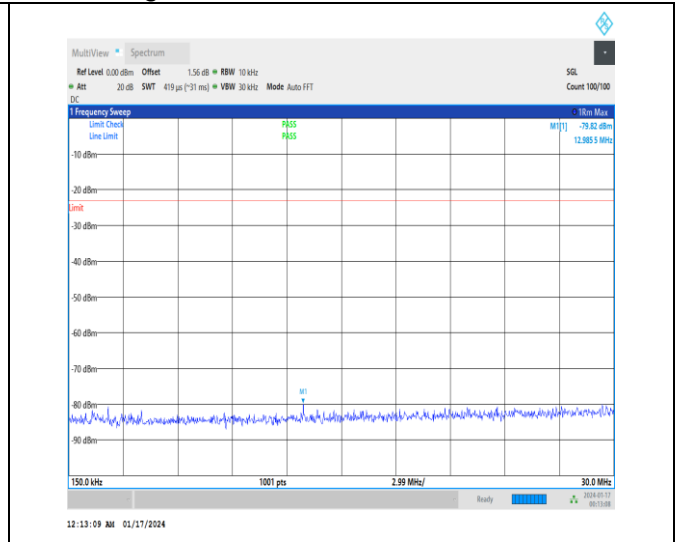 MultiView Spectrum
Ref Level 0.00 dBm Offset 1.56 dB RBW 10 kHz SGL
Att 20 dB SWT 419 µs (~31 ms) VBW 30 kHz Mode Auto FFT Count 100/100
DC
1 Frequency Sweep 1Rm Max
Limit Check PASS M1[1] -79.82 dBm
Line Limit PASS 12.985 5 MHz
-10 dBm
-20 dBm
Limit
-30 dBm
-40 dBm
-50 dBm
-60 dBm
-70 dBm
M1
-80 dBm
-90 dBm
150.0 kHz 1001 pts 2.99 MHz/ 30.0 MHz
Ready 2024-01-17
00:13:08
12:13:09 AM 01/17/2024